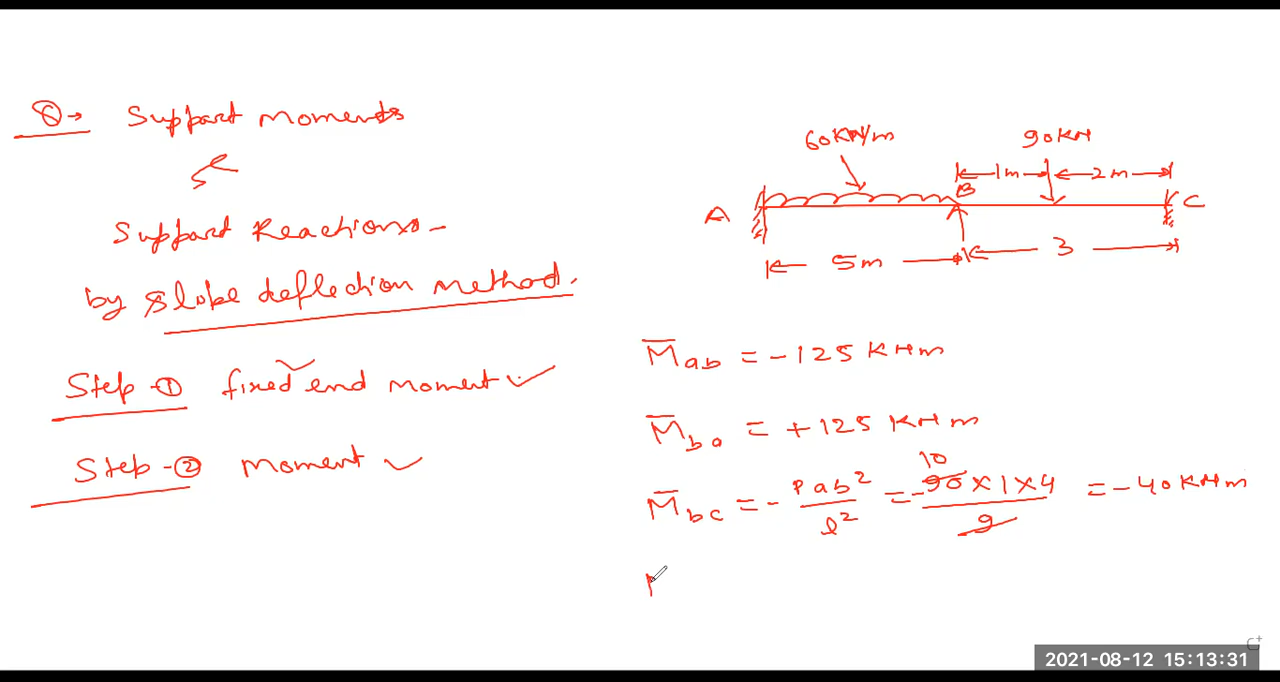 Q→ Support moments
&
Support Reactions -
by slope deflection method.
Step -① fixed end moment
Step -② moment
60KN/m
90KN
1m 2m
A B C
5m 3
M̅ab = -125 KNm
M̅ba = +125 KNm
M̅bc = - Pab²/l² = -90 10 × 1 × 4/9 = -40KNm
2021-08-12 15:13:31